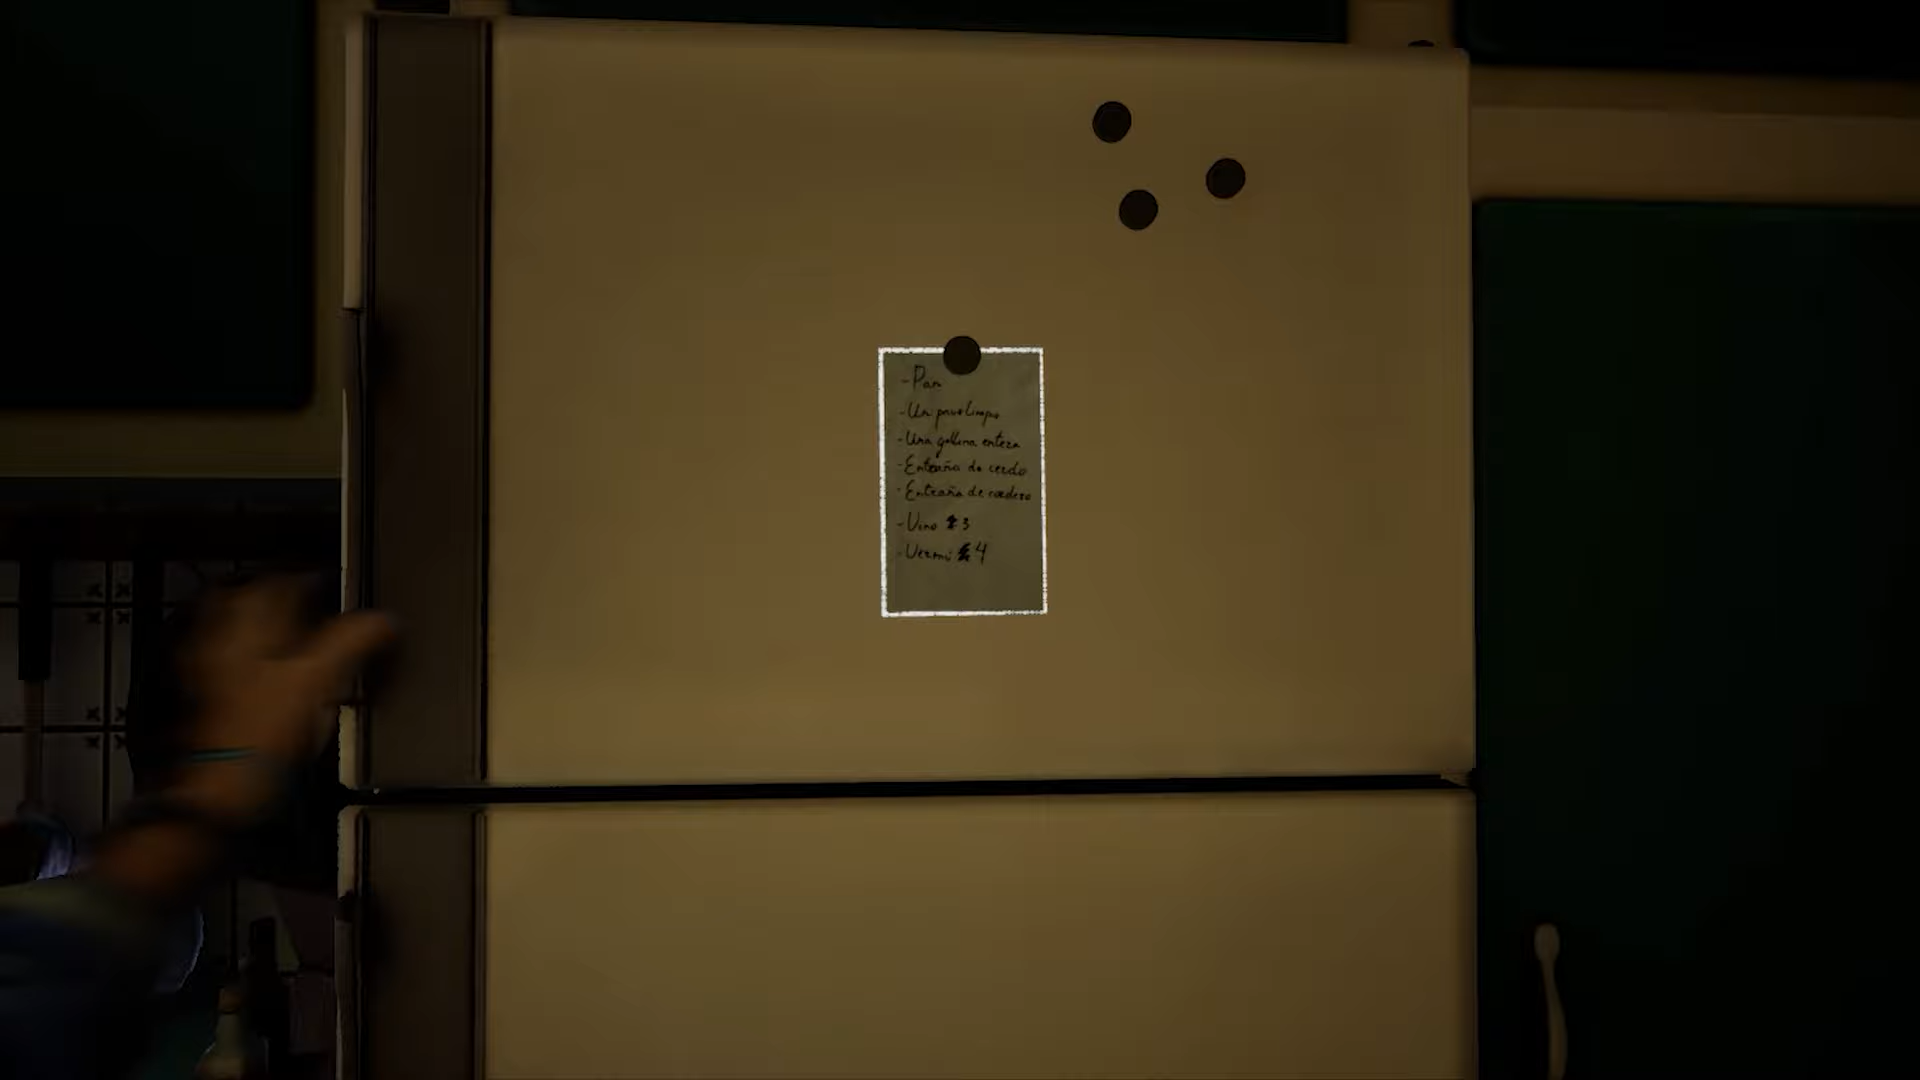 - Pan
- Un pavo limpio
- Una gallina entera
- Entraña de cerdo
- Entraña de cordero
- Vino 3
- Vermú 4